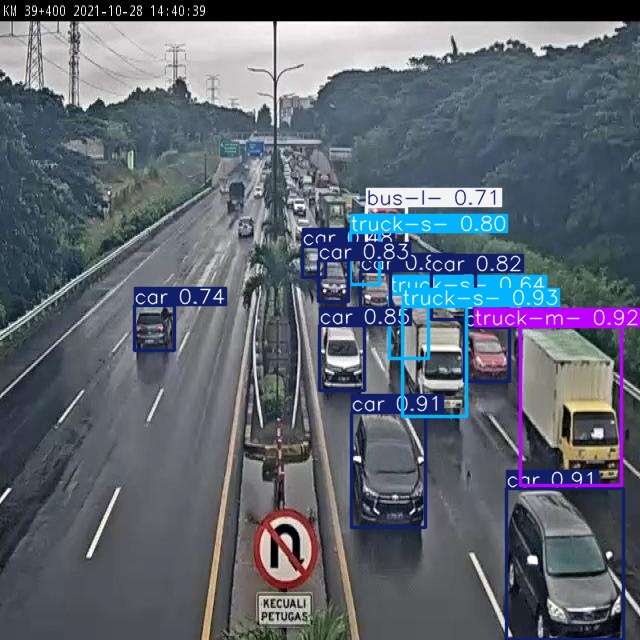 KM 39+400 2021-10-28 14:40:39
bus-l- 0.71
truck-s- 0.80
car
0.83
car
car 0.82
truck-s- 0.64
truck-s- 0.93
car 0.74
car 0.85
truck-m- 0.92
car 0.91
car 0.91
KECUALI
PETUGAS